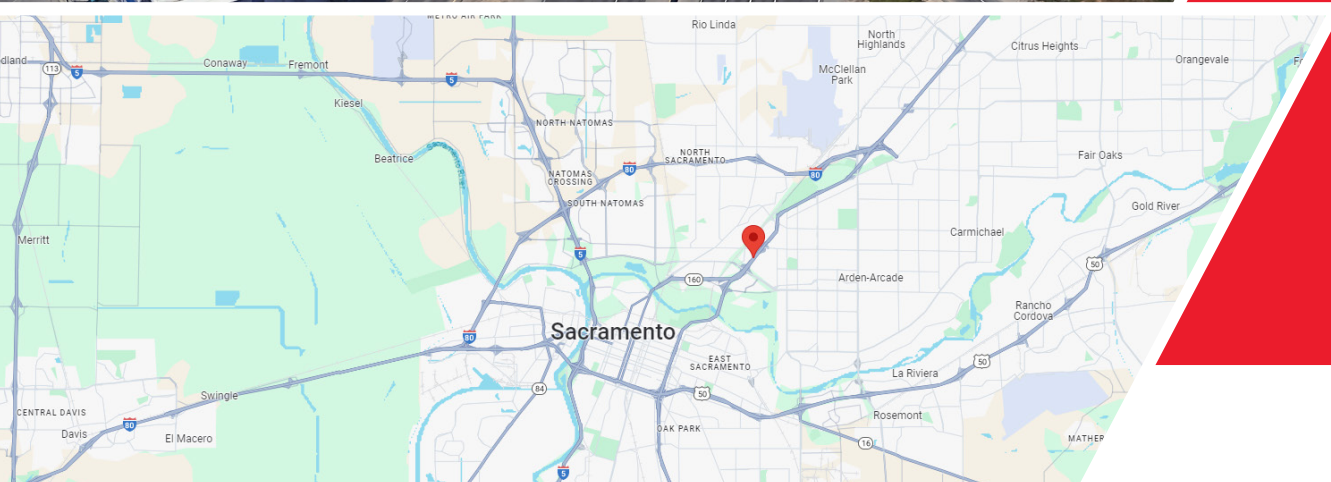 METRO AIR PARK
Rio Linda
North
Highlands
Citrus Heights
Orangevale
dland
113
5
Conaway
Fremont
5
McClellan
Park
Kiesel
NORTH NATOMAS
Beatrice
NORTH
SACRAMENTO
80
80
Fair Oaks
NATOMAS
CROSSING
SOUTH NATOMAS
Gold River
Merritt
5
Carmichael
50
160
Arden-Arcade
Rancho
Cordova
80
Sacramento
EAST
SACRAMENTO
50
La Riviera
84
50
Swingle
CENTRAL DAVIS
80
Davis
El Macero
OAK PARK
Rosemont
16
MATHER
5